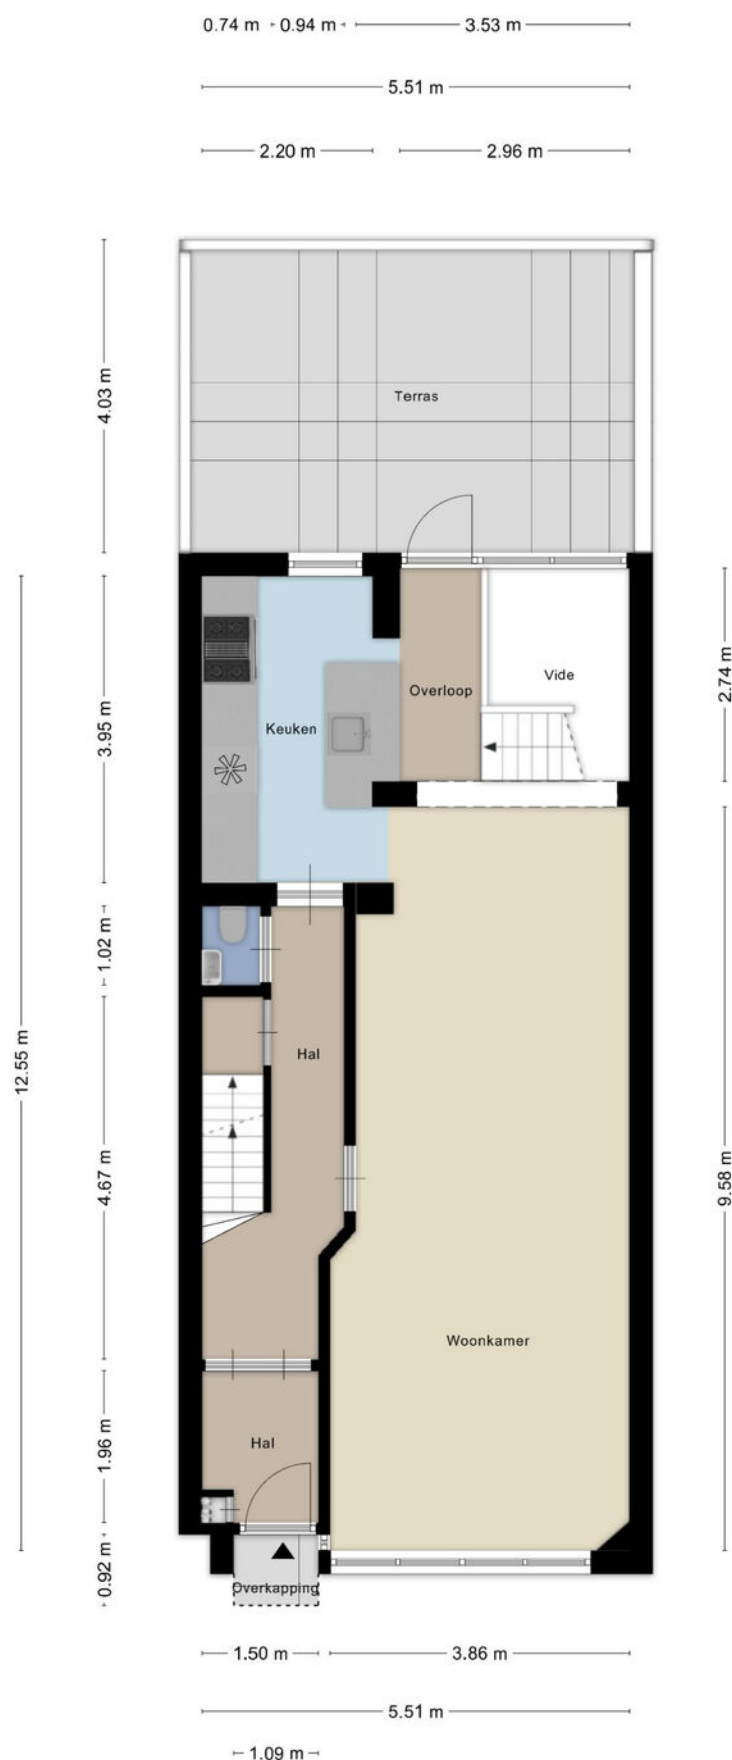 0.74 m 0.94 m 3.53 m
5.51 m
2.20 m 2.96 m
4.03 m
Terras
2.74 m
Vide
Overloop
3.95 m
Keuken
1.02 m
12.55 m
Hal
4.67 m
9.58 m
Woonkamer
1.96 m
Hal
0.92 m
Overkapping
1.50 m 3.86 m
5.51 m
1.09 m